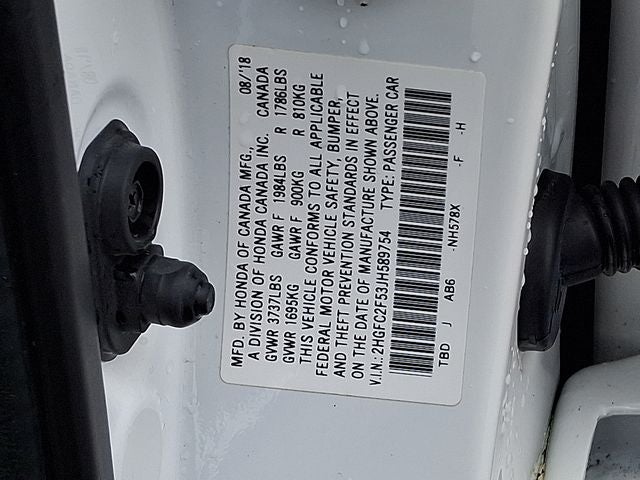 MFD. BY HONDA OF CANADA MFG., 08/'18
A DIVISION OF HONDA CANADA INC. CANADA
GVWR 3737LBS GAWR F 1984LBS R 1786LBS
GVWR 1695KG GAWR F 900KG R 810KG
THIS VEHICLE CONFORMS TO ALL APPLICABLE
FEDERAL MOTOR VEHICLE SAFETY, BUMPER,
AND THEFT PREVENTION STANDARDS IN EFFECT
ON THE DATE OF MANUFACTURE SHOWN ABOVE.
V.I.N.: 2HGFC2F53JH589754 TYPE: PASSENGER CAR
TBD J AB6 -NH578X -F -H